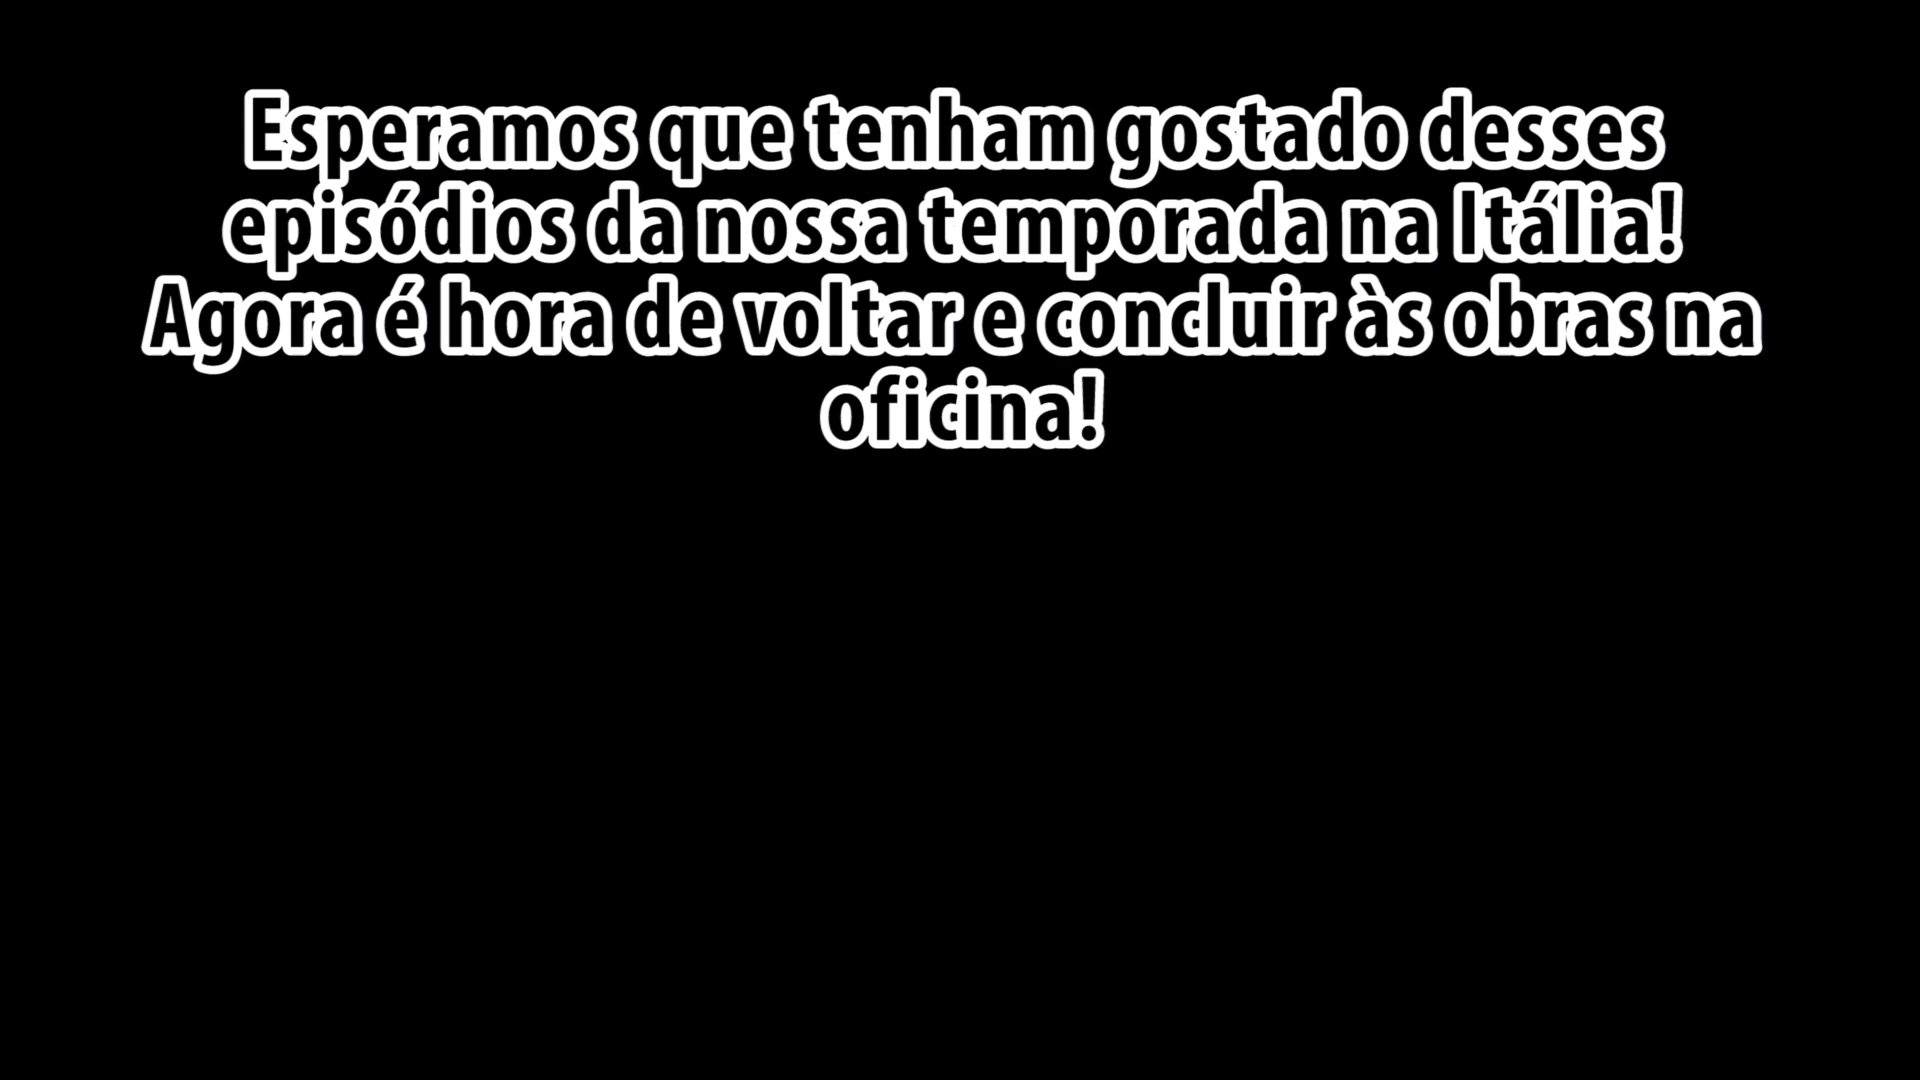 Esperamos que tenham gostado desses
episódios da nossa temporada na Itália!
Agora é hora de voltar e concluir às obras na
oficina!